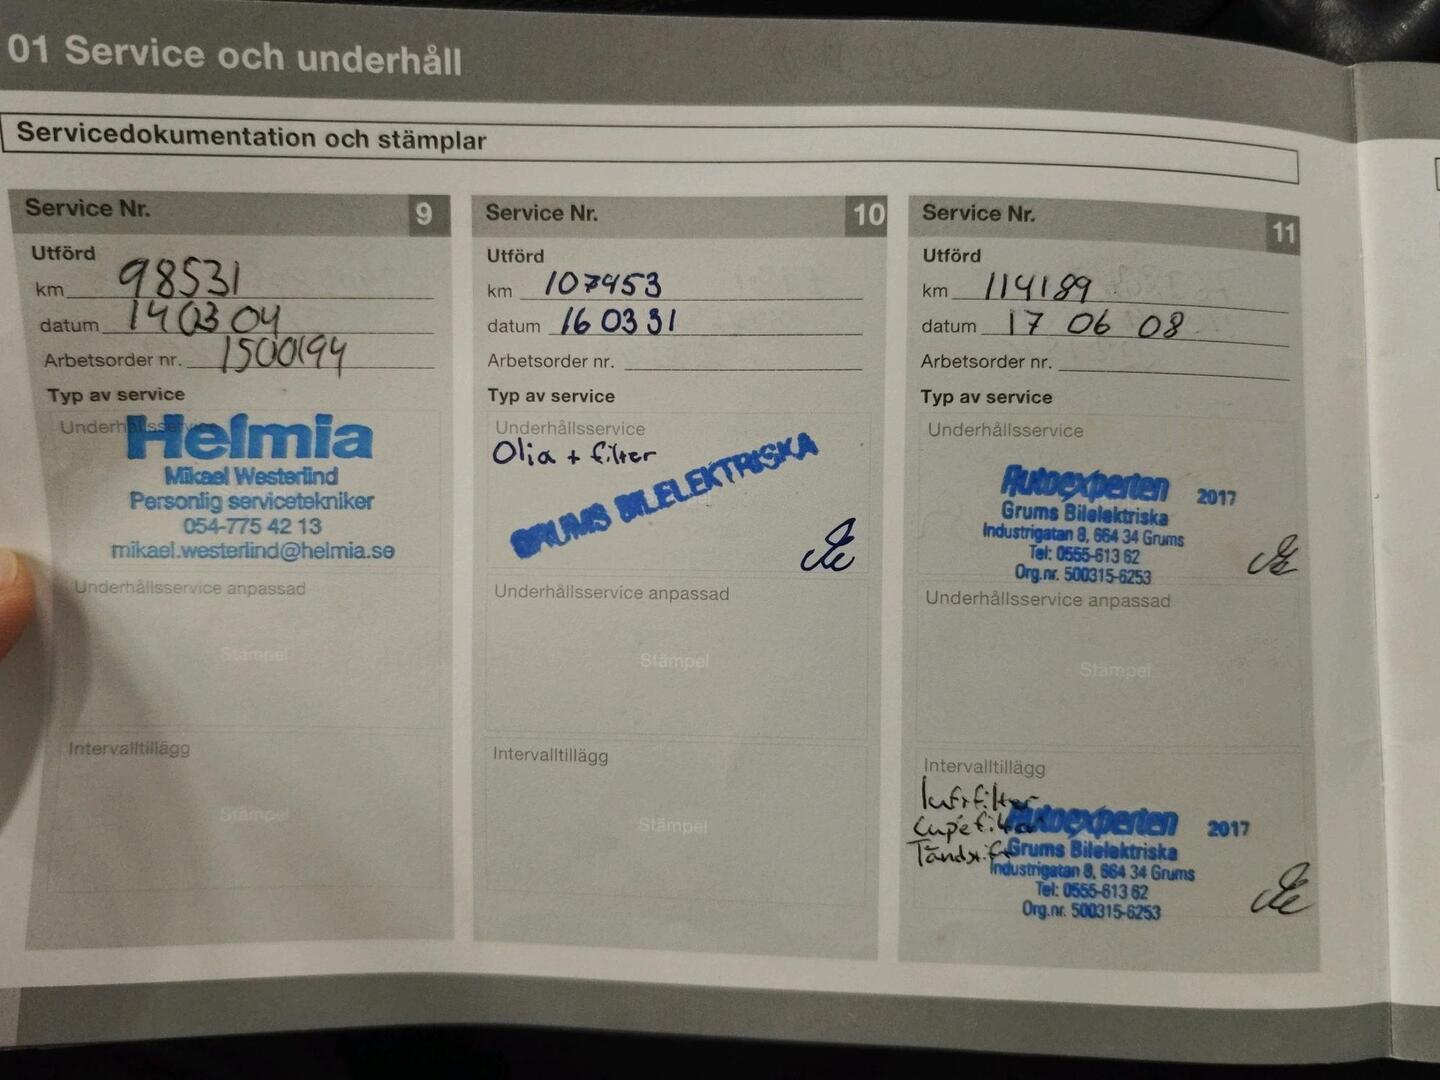 01 Service och underhåll
Servicedokumentation och stämplar
Service Nr. 9
Utförd
km 98531
datum 140304
Arbetsorder nr. 1500194
Typ av service
Underhållsservice
Helmia
Mikael Westerlind
Personlig servicetekniker
054-775 42 13
mikael.westerlind@helmia.se
Underhållsservice anpassad
Stämpel
Intervalltillägg
Stämpel
Service Nr. 10
Utförd
km 107453
datum 160331
Arbetsorder nr.
Typ av service
Underhållsservice
Olja + filter
GRUMS BILELEKTRISKA
Underhållsservice anpassad
Stämpel
Intervalltillägg
Stämpel
Service Nr. 11
Utförd
km 114189
datum 17 06 08
Arbetsorder nr.
Typ av service
Underhållsservice
Autoexperten 2017
Grums Bilelektriska
Industrigatan 8, 664 34 Grums
Tel: 0555-613 62
Org.nr. 500315-6253
Underhållsservice anpassad
Stämpel
Intervalltillägg
luftfilter
Cupéfilter
Tändstift
Autoexperten 2017
Grums Bilelektriska
Industrigatan 8, 664 34 Grums
Tel: 0555-613 62
Org.nr. 500315-6253